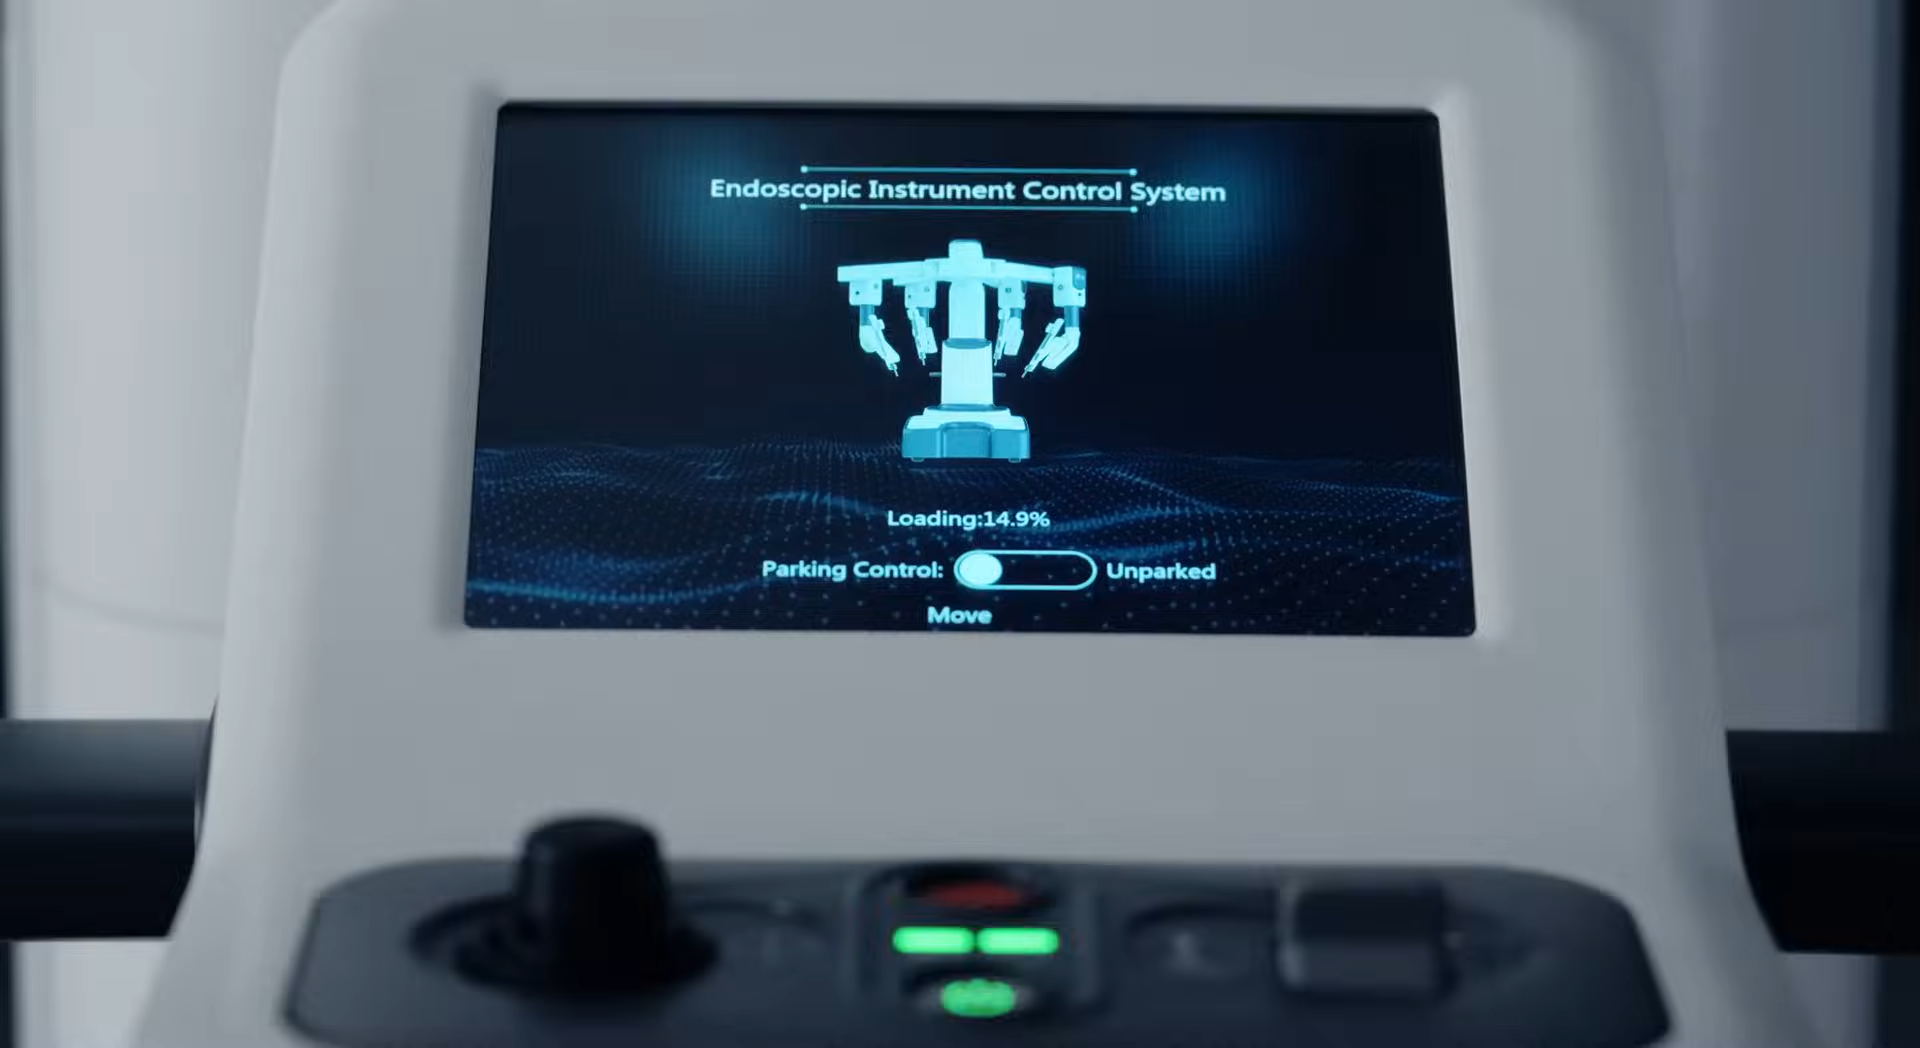 Endoscopic Instrument Control System
Loading:14.9%
Parking Control: Unparked
Move